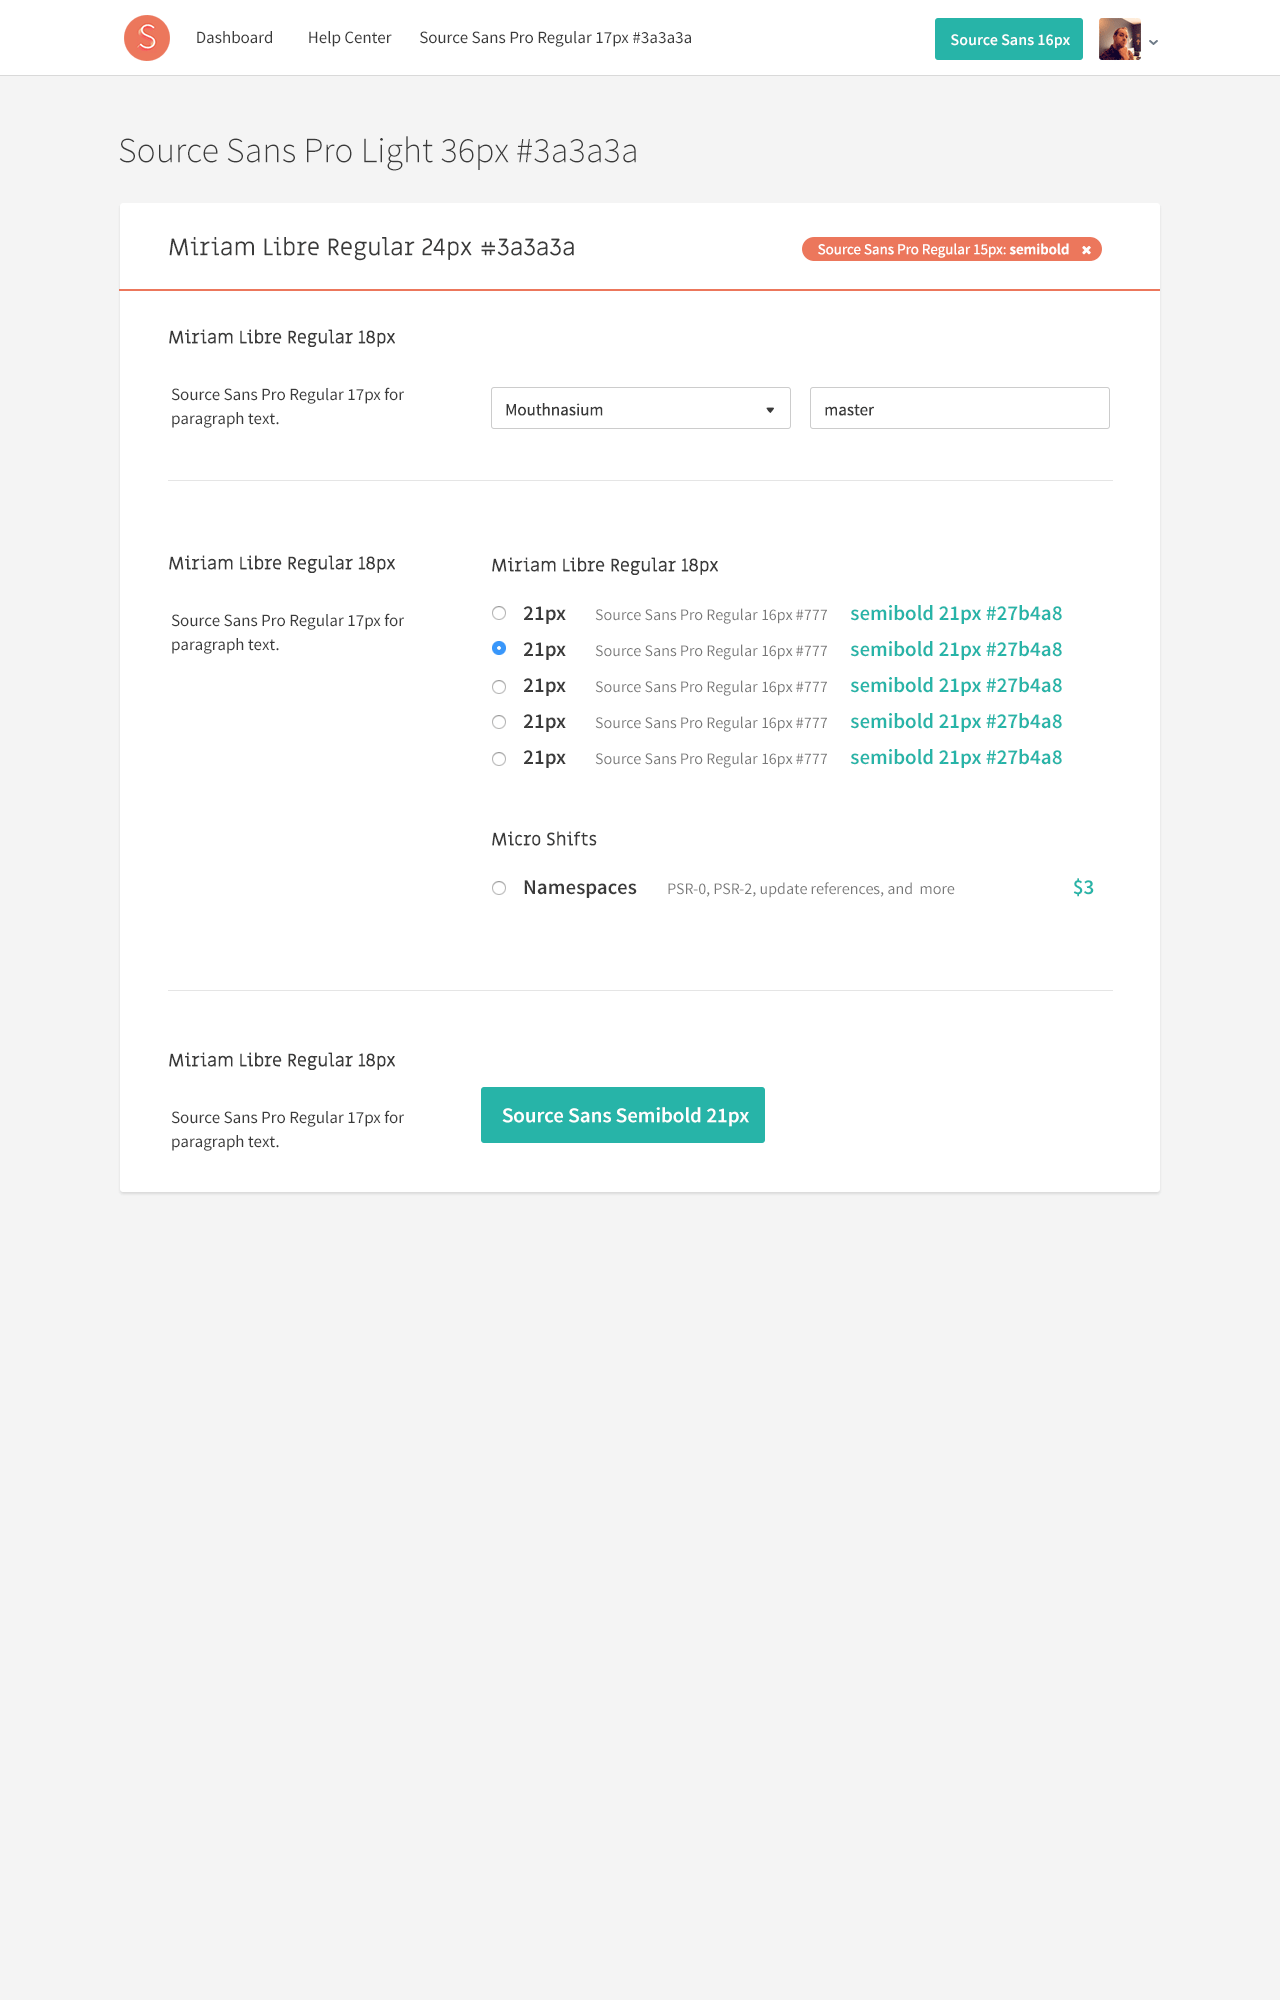 S
Dashboard Help Center Source Sans Pro Regular 17px #3a3a3a Source Sans 16px
Source Sans Pro Light 36px #3a3a3a
Miriam Libre Regular 24px #3a3a3a Source Sans Pro Regular 15px: semibold ✖
Miriam Libre Regular 18px
Source Sans Pro Regular 17px for
paragraph text.
Mouthnasium master
Miriam Libre Regular 18px
Source Sans Pro Regular 17px for
paragraph text.
Miriam Libre Regular 18px
21px Source Sans Pro Regular 16px #777 semibold 21px #27b4a8
21px Source Sans Pro Regular 16px #777 semibold 21px #27b4a8
21px Source Sans Pro Regular 16px #777 semibold 21px #27b4a8
21px Source Sans Pro Regular 16px #777 semibold 21px #27b4a8
21px Source Sans Pro Regular 16px #777 semibold 21px #27b4a8
Micro Shifts
Namespaces PSR-0, PSR-2, update references, and more $3
Miriam Libre Regular 18px
Source Sans Pro Regular 17px for
paragraph text.
Source Sans Semibold 21px